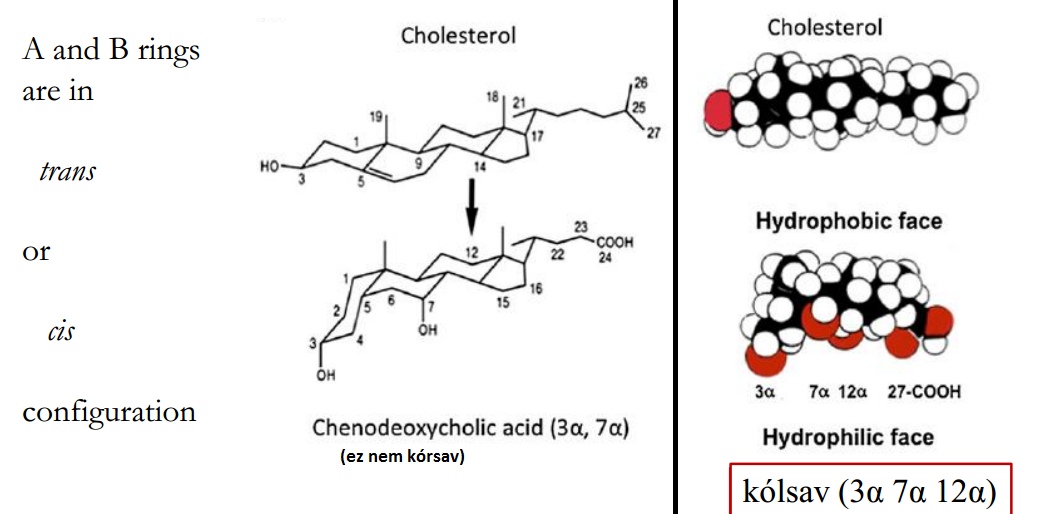 A and B rings
are in
trans
or
cis
configuration
Cholesterol
26
18
21
25
19
27
17
1
9
HO
14
3
5
23
12
COOH
22
24
1
16
6
15
5
2
7
OH
3
4
OH
Chenodeoxycholic acid (3α, 7α)
(ez nem kórsav)
Cholesterol
Hydrophobic face
3α 7α 12α 27-COOH
Hydrophilic face
kólsav (3α 7α 12α)